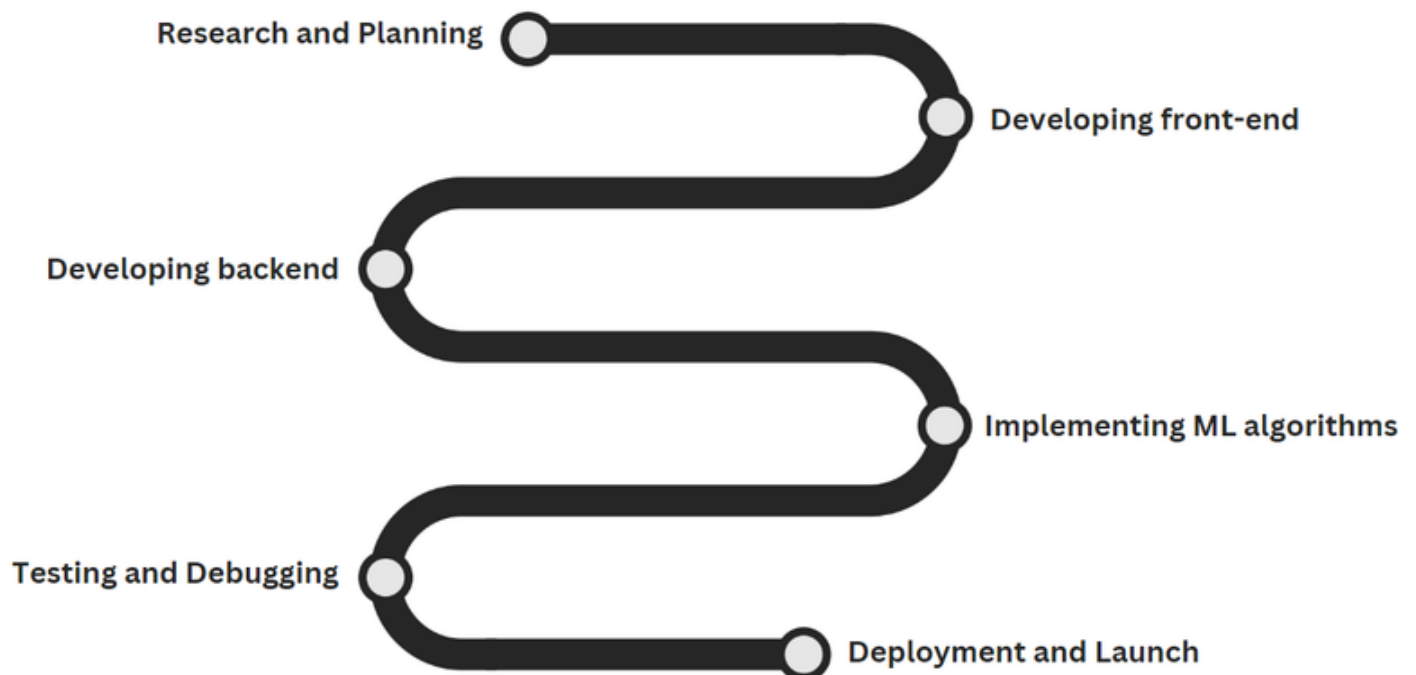 Research and Planning
Developing front-end
Developing backend
Implementing ML algorithms
Testing and Debugging
Deployment and Launch